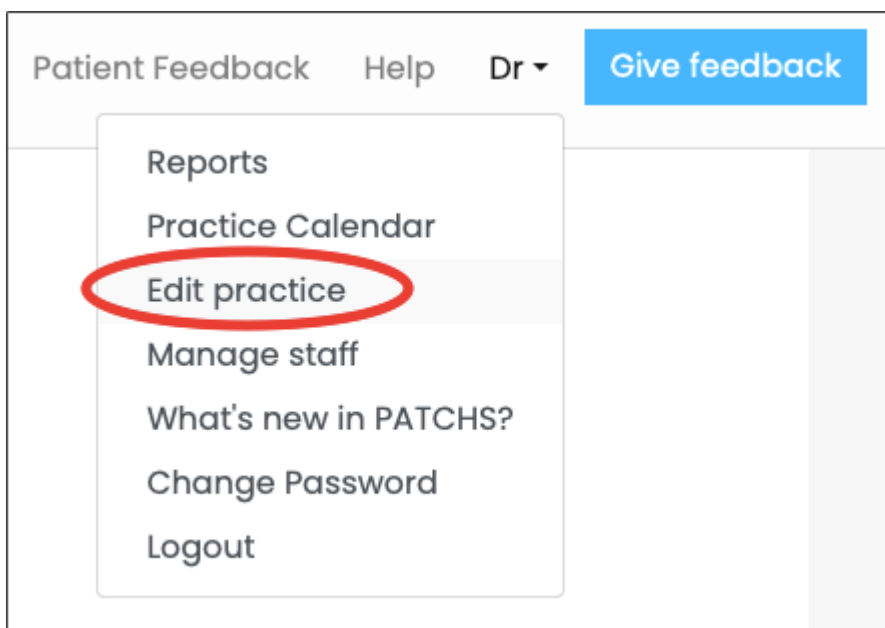 Patient Feedback Help Dr Give feedback
Reports
Practice Calendar
Edit practice
Manage staff
What's new in PATCHS?
Change Password
Logout